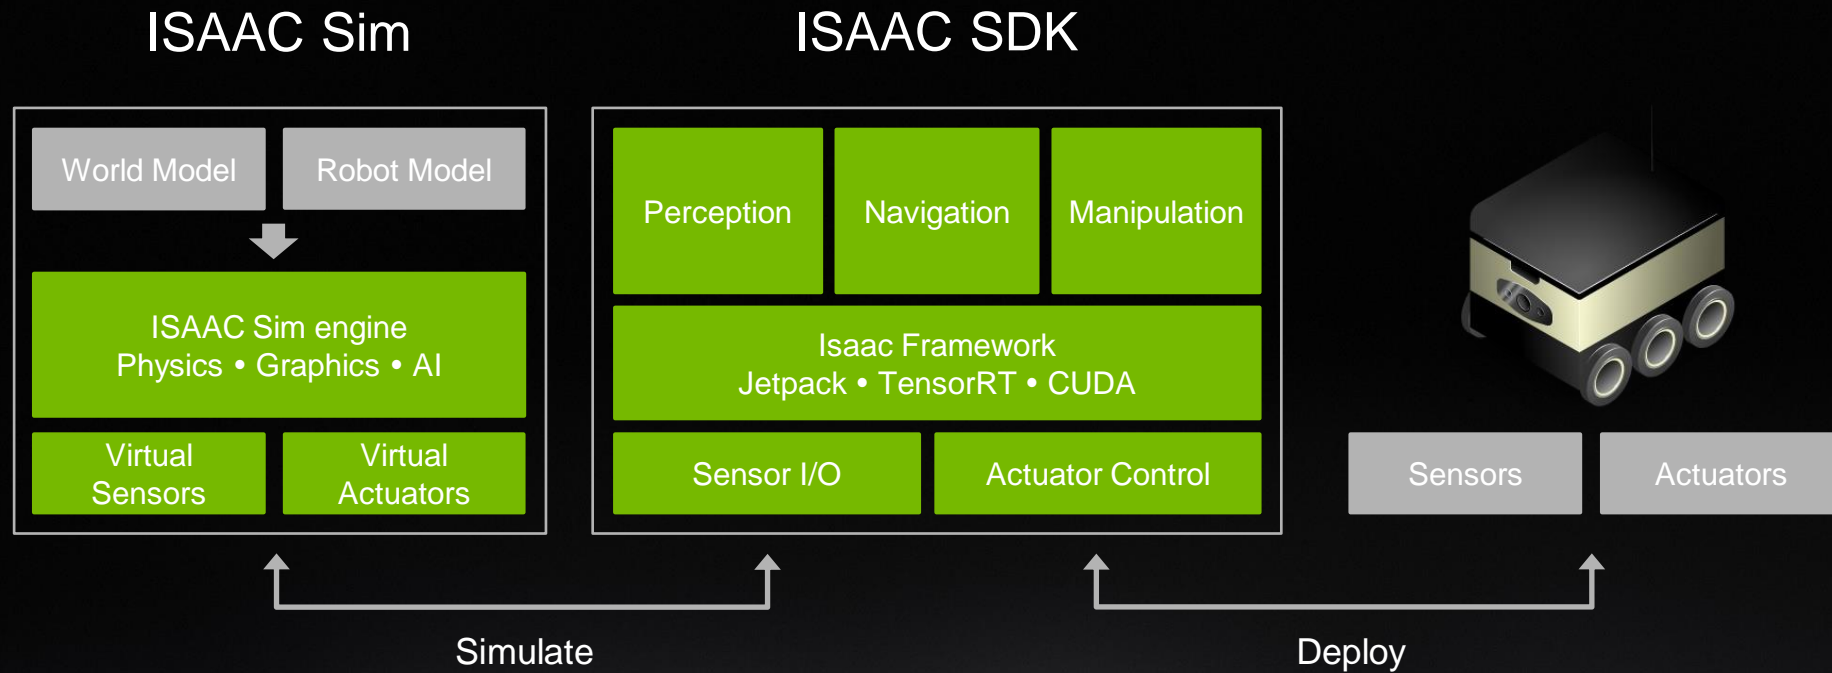 ISAAC Sim
World Model
Robot Model
ISAAC Sim engine
Physics • Graphics • AI
Virtual
Sensors
Virtual
Actuators
ISAAC SDK
Perception
Navigation
Manipulation
Isaac Framework
Jetpack • TensorRT • CUDA
Sensor I/O
Actuator Control
Sensors
Actuators
Simulate
Deploy